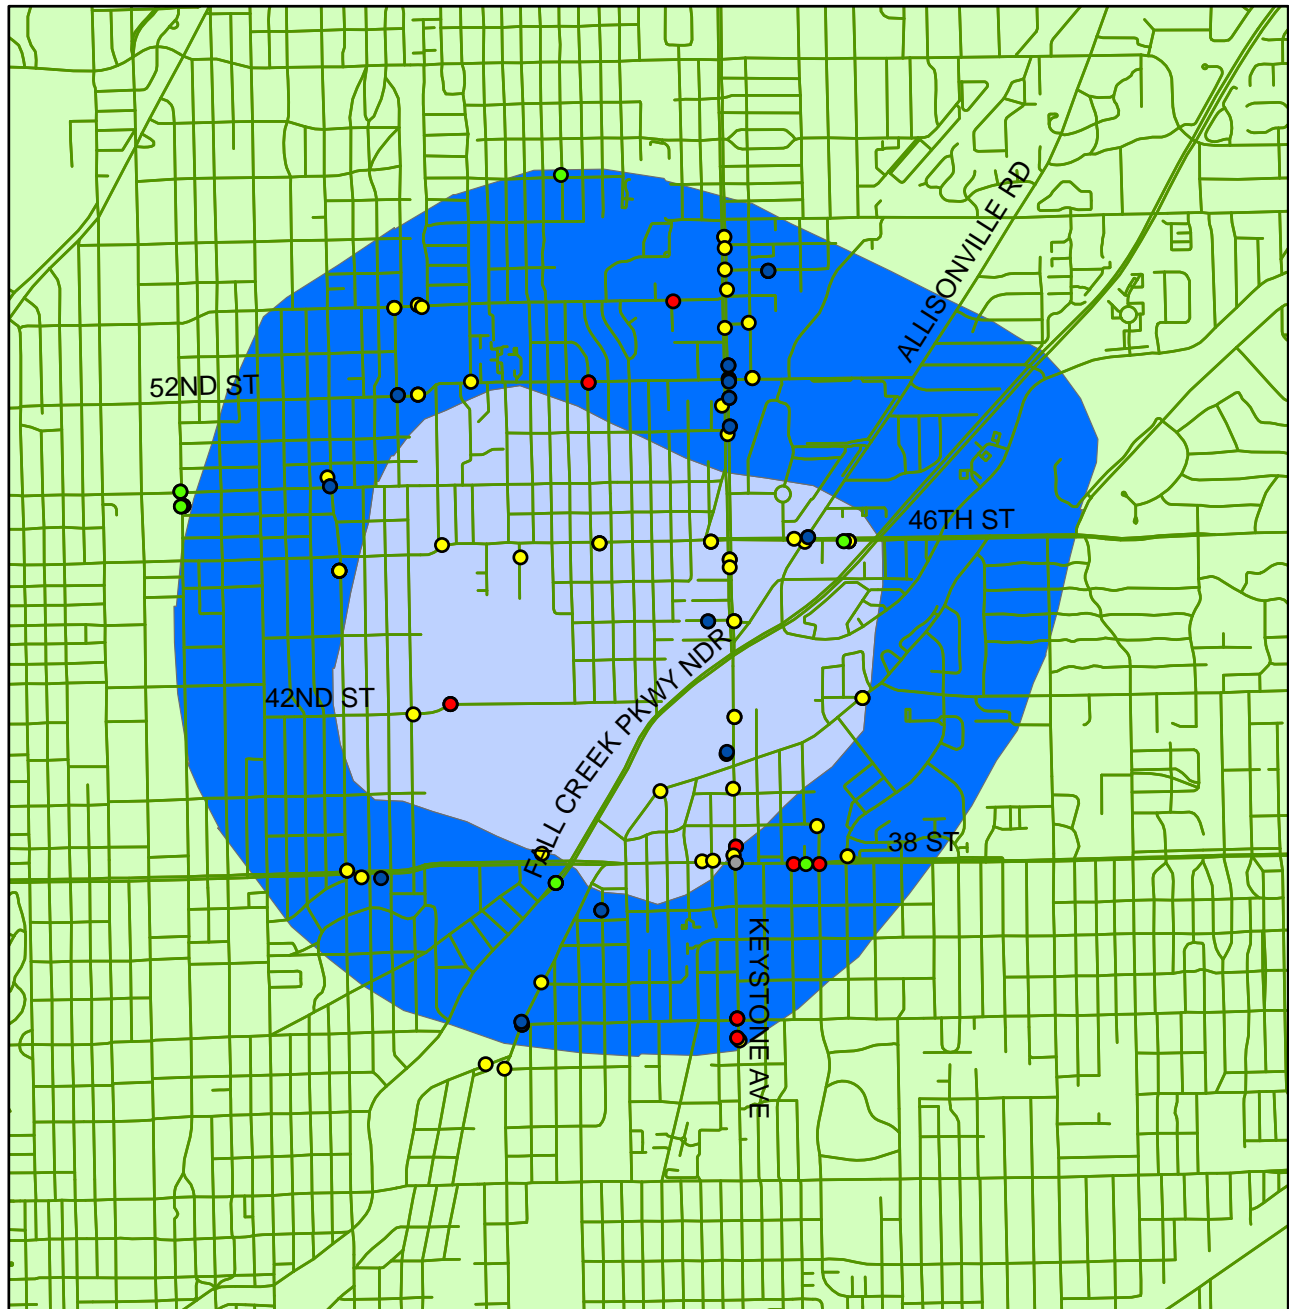 ALLISONVILLE RD
52ND ST
46TH ST
42ND ST
FALL CREEK PKWY NDR
38 ST
KEYSTONE AVE